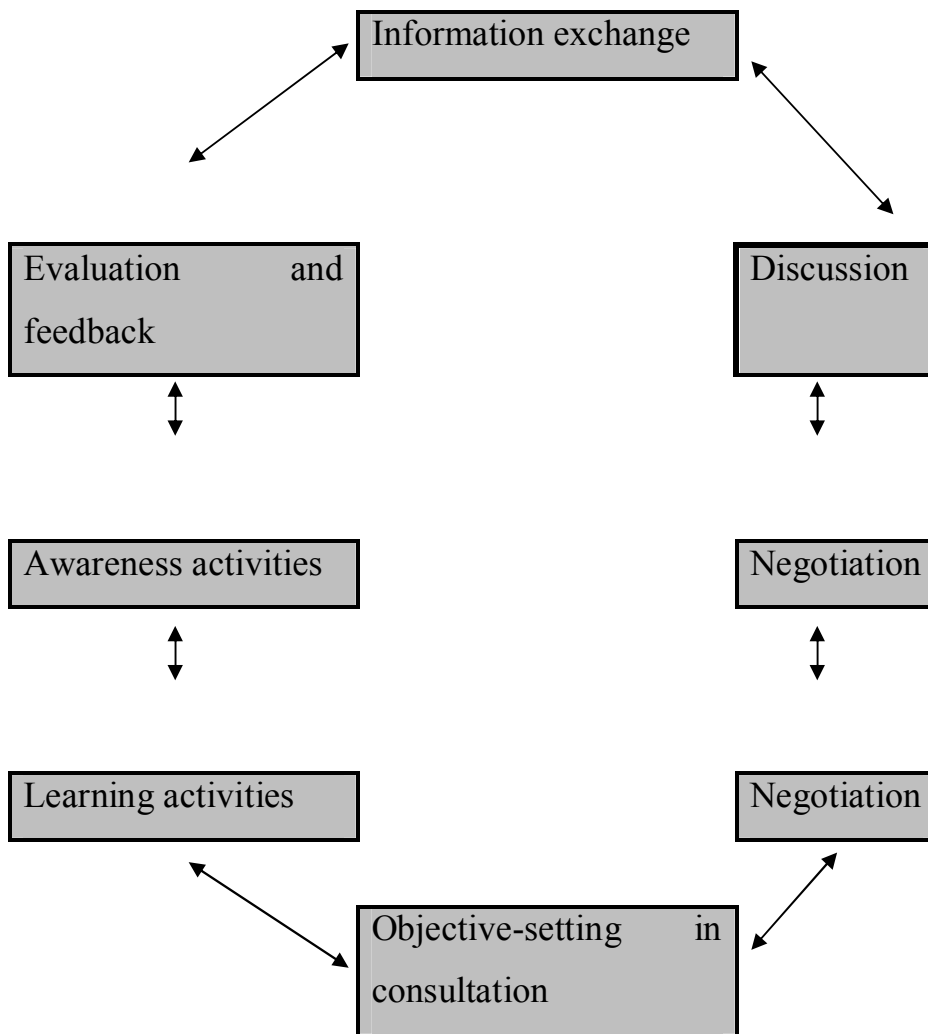 Information exchange
Evaluation and
feedback
Discussion
Awareness activities
Negotiation
Learning activities
Negotiation
Objective-setting in
consultation